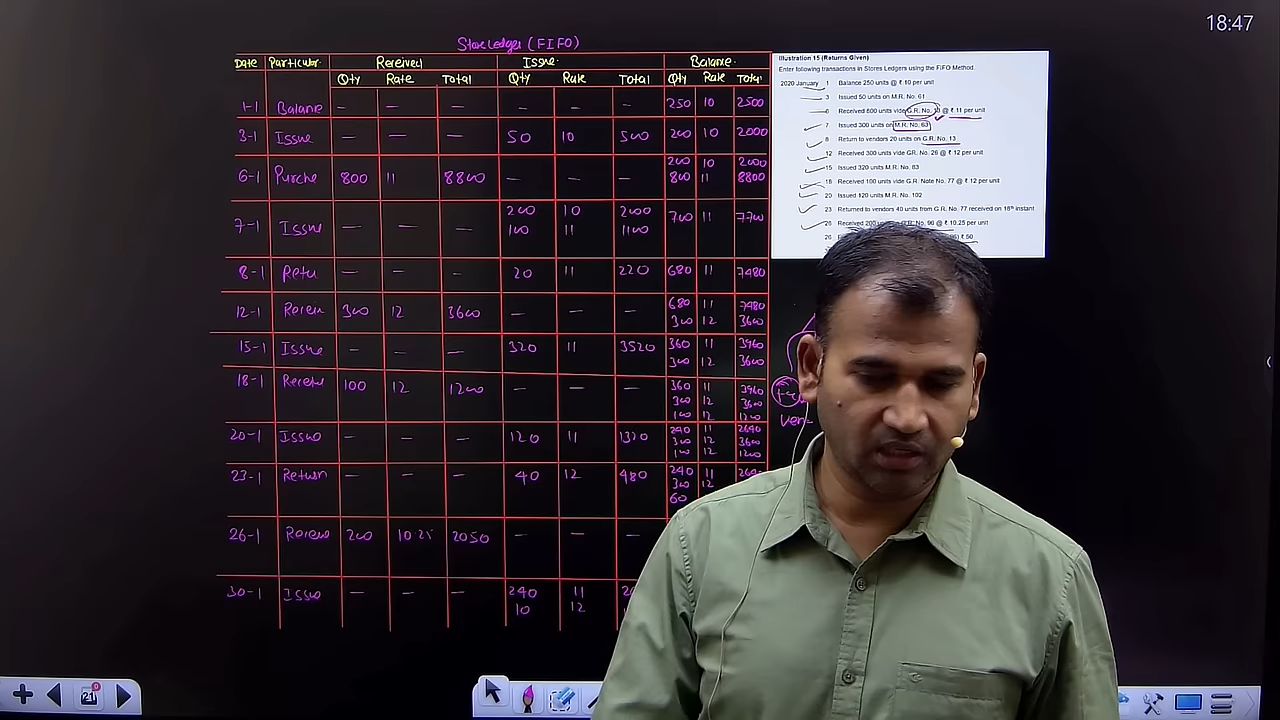 18:47
Store Ledger (FIFO)
Date Particular Received Issue Balance
Qty Rate Total Qty Rate Total Qty Rate Total
1-1 Balance - - - - - - 250 10 2500
3-1 Issue - - - 50 10 500 200 10 2000
6-1 Purche 800 11 8800 - - - 200 10 2000
800 11 8800
7-1 Issue - - - 200 10 2000 700 11 7700
100 11 1100
8-1 Retu - - - 20 11 220 680 11 7480
12-1 Receiv 300 12 3600 - - - 680 11 7480
300 12 3600
15-1 Issue - - - 320 11 3520 360 11 3960
300 12 3600
18-1 Receive 100 12 1200 - - - 360 11 3960
300 12 3600
100 12 1200
20-1 Issue - - - 120 11 1320 240 11 2640
300 12 3600
100 12 1200
23-1 Return - - - 40 12 480 240 11
300 12
60
26-1 Receive 200 10.25 2050 - - -
30-1 Issue - - - 240 11
10 12
Illustration 15 (Returns Given)
Enter following transactions in Stores Ledgers using the FIFO Method.
2020 January 1 Balance 250 units @ ₹ 10 per unit
3 Issued 50 units on M.R. No. 61
6 Received 800 units vide G.R. No. 13 @ ₹ 11 per unit
7 Issued 300 units on M.R. No. 63
8 Return to vendors 20 units on G.R. No. 13
12 Received 300 units vide GR. No. 26 @ ₹ 12 per unit
15 Issued 320 units M.R. No. 83
18 Received 100 units vide G.R. Note No. 77 @ ₹ 12 per unit
20 Issued 120 units M.R. No. 102
23 Returned to vendors 40 units from G.R. No. 77 received on 18th instant
26 Received 200 units G.R. No. 96 @ ₹ 10.25 per unit
26 ₹ 50
ven
21